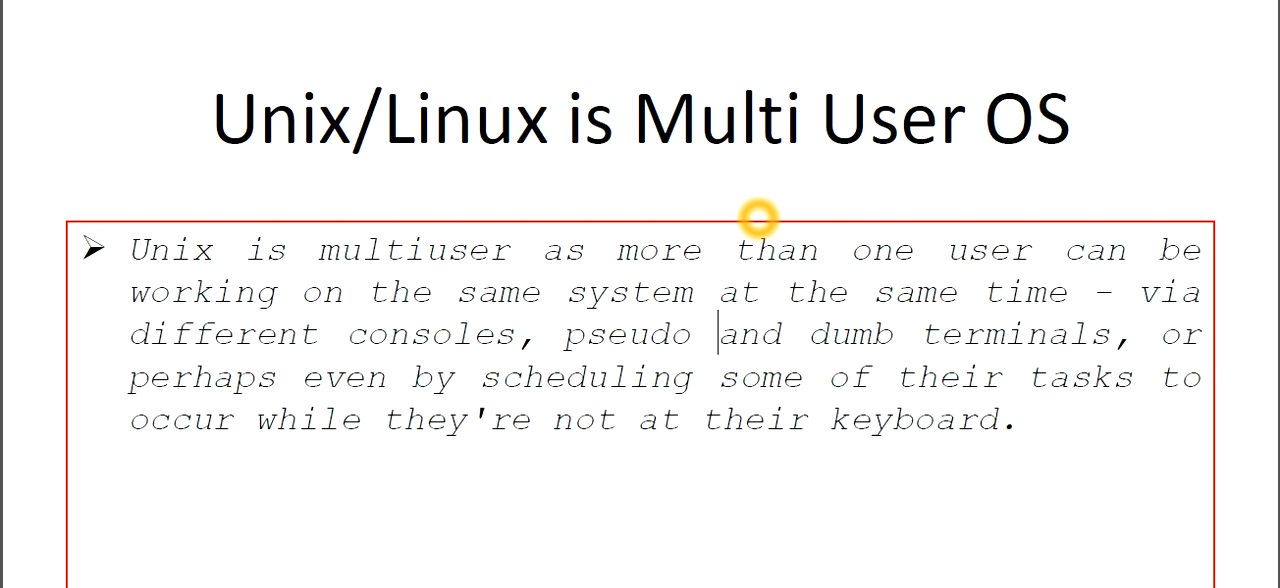 Unix/Linux is Multi User OS
➢ Unix is multiuser as more than one user can be
working on the same system at the same time – via
different consoles, pseudo and dumb terminals, or
perhaps even by scheduling some of their tasks to
occur while they're not at their keyboard.